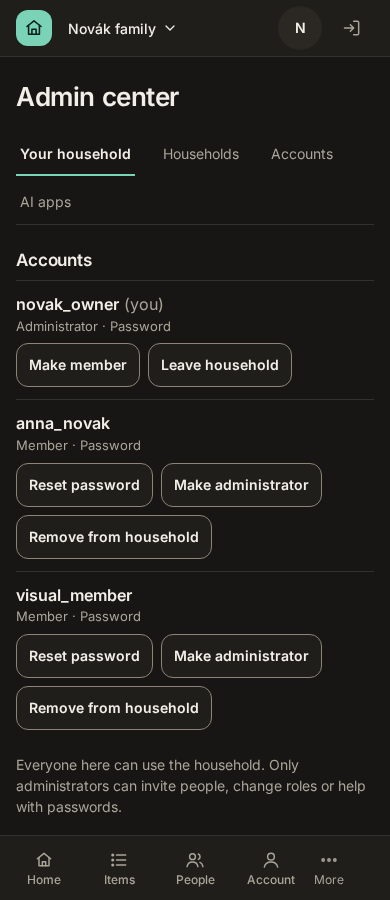 Novák family
N
Admin center
Your household
Households
Accounts
AI apps
Accounts
novak_owner (you)
Administrator · Password
Make member
Leave household
anna_novak
Member · Password
Reset password
Make administrator
Remove from household
visual_member
Member · Password
Reset password
Make administrator
Remove from household
Everyone here can use the household. Only
administrators can invite people, change roles or help
with passwords.
Home
Items
People
Account
More